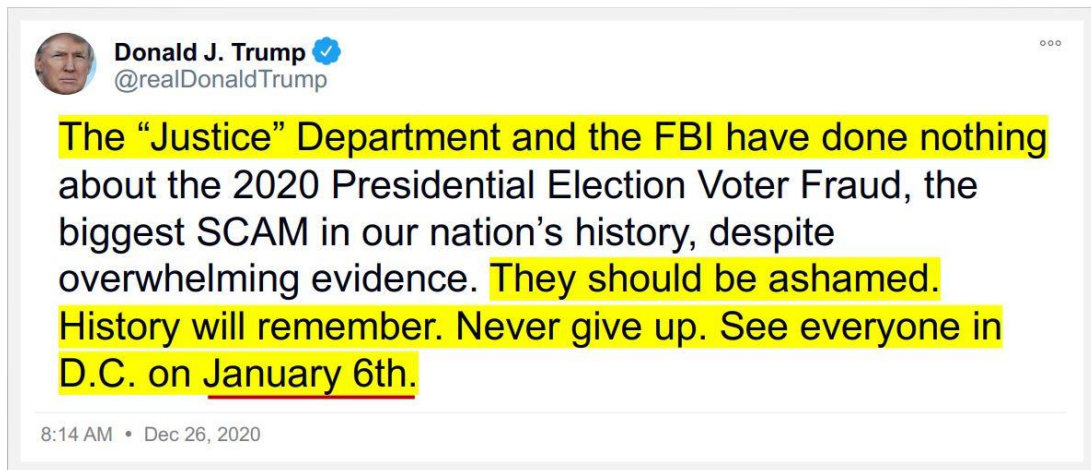 Donald J. Trump
@realDonaldTrump
The “Justice” Department and the FBI have done nothing
about the 2020 Presidential Election Voter Fraud, the
biggest SCAM in our nation’s history, despite
overwhelming evidence. They should be ashamed.
History will remember. Never give up. See everyone in
D.C. on January 6th.
8:14 AM • Dec 26, 2020